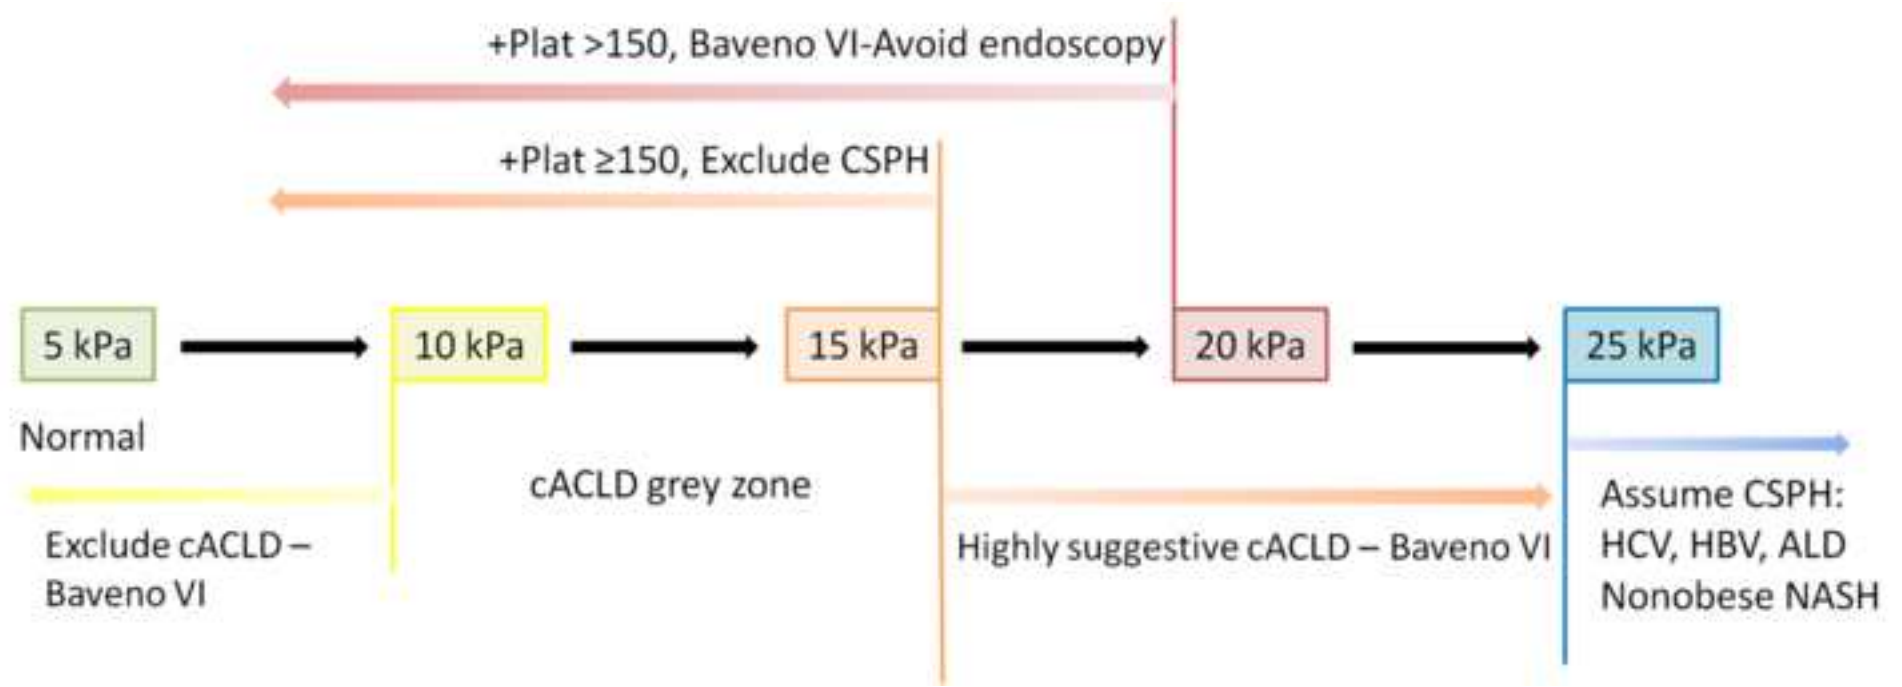 +Plat >150, Baveno VI-Avoid endoscopy
+Plat ≥150, Exclude CSPH
5 kPa
10 kPa
15 kPa
20 kPa
25 kPa
Normal
cACLD grey zone
Exclude cACLD –
Baveno VI
Highly suggestive cACLD – Baveno VI
Assume CSPH:
HCV, HBV, ALD
Nonobese NASH